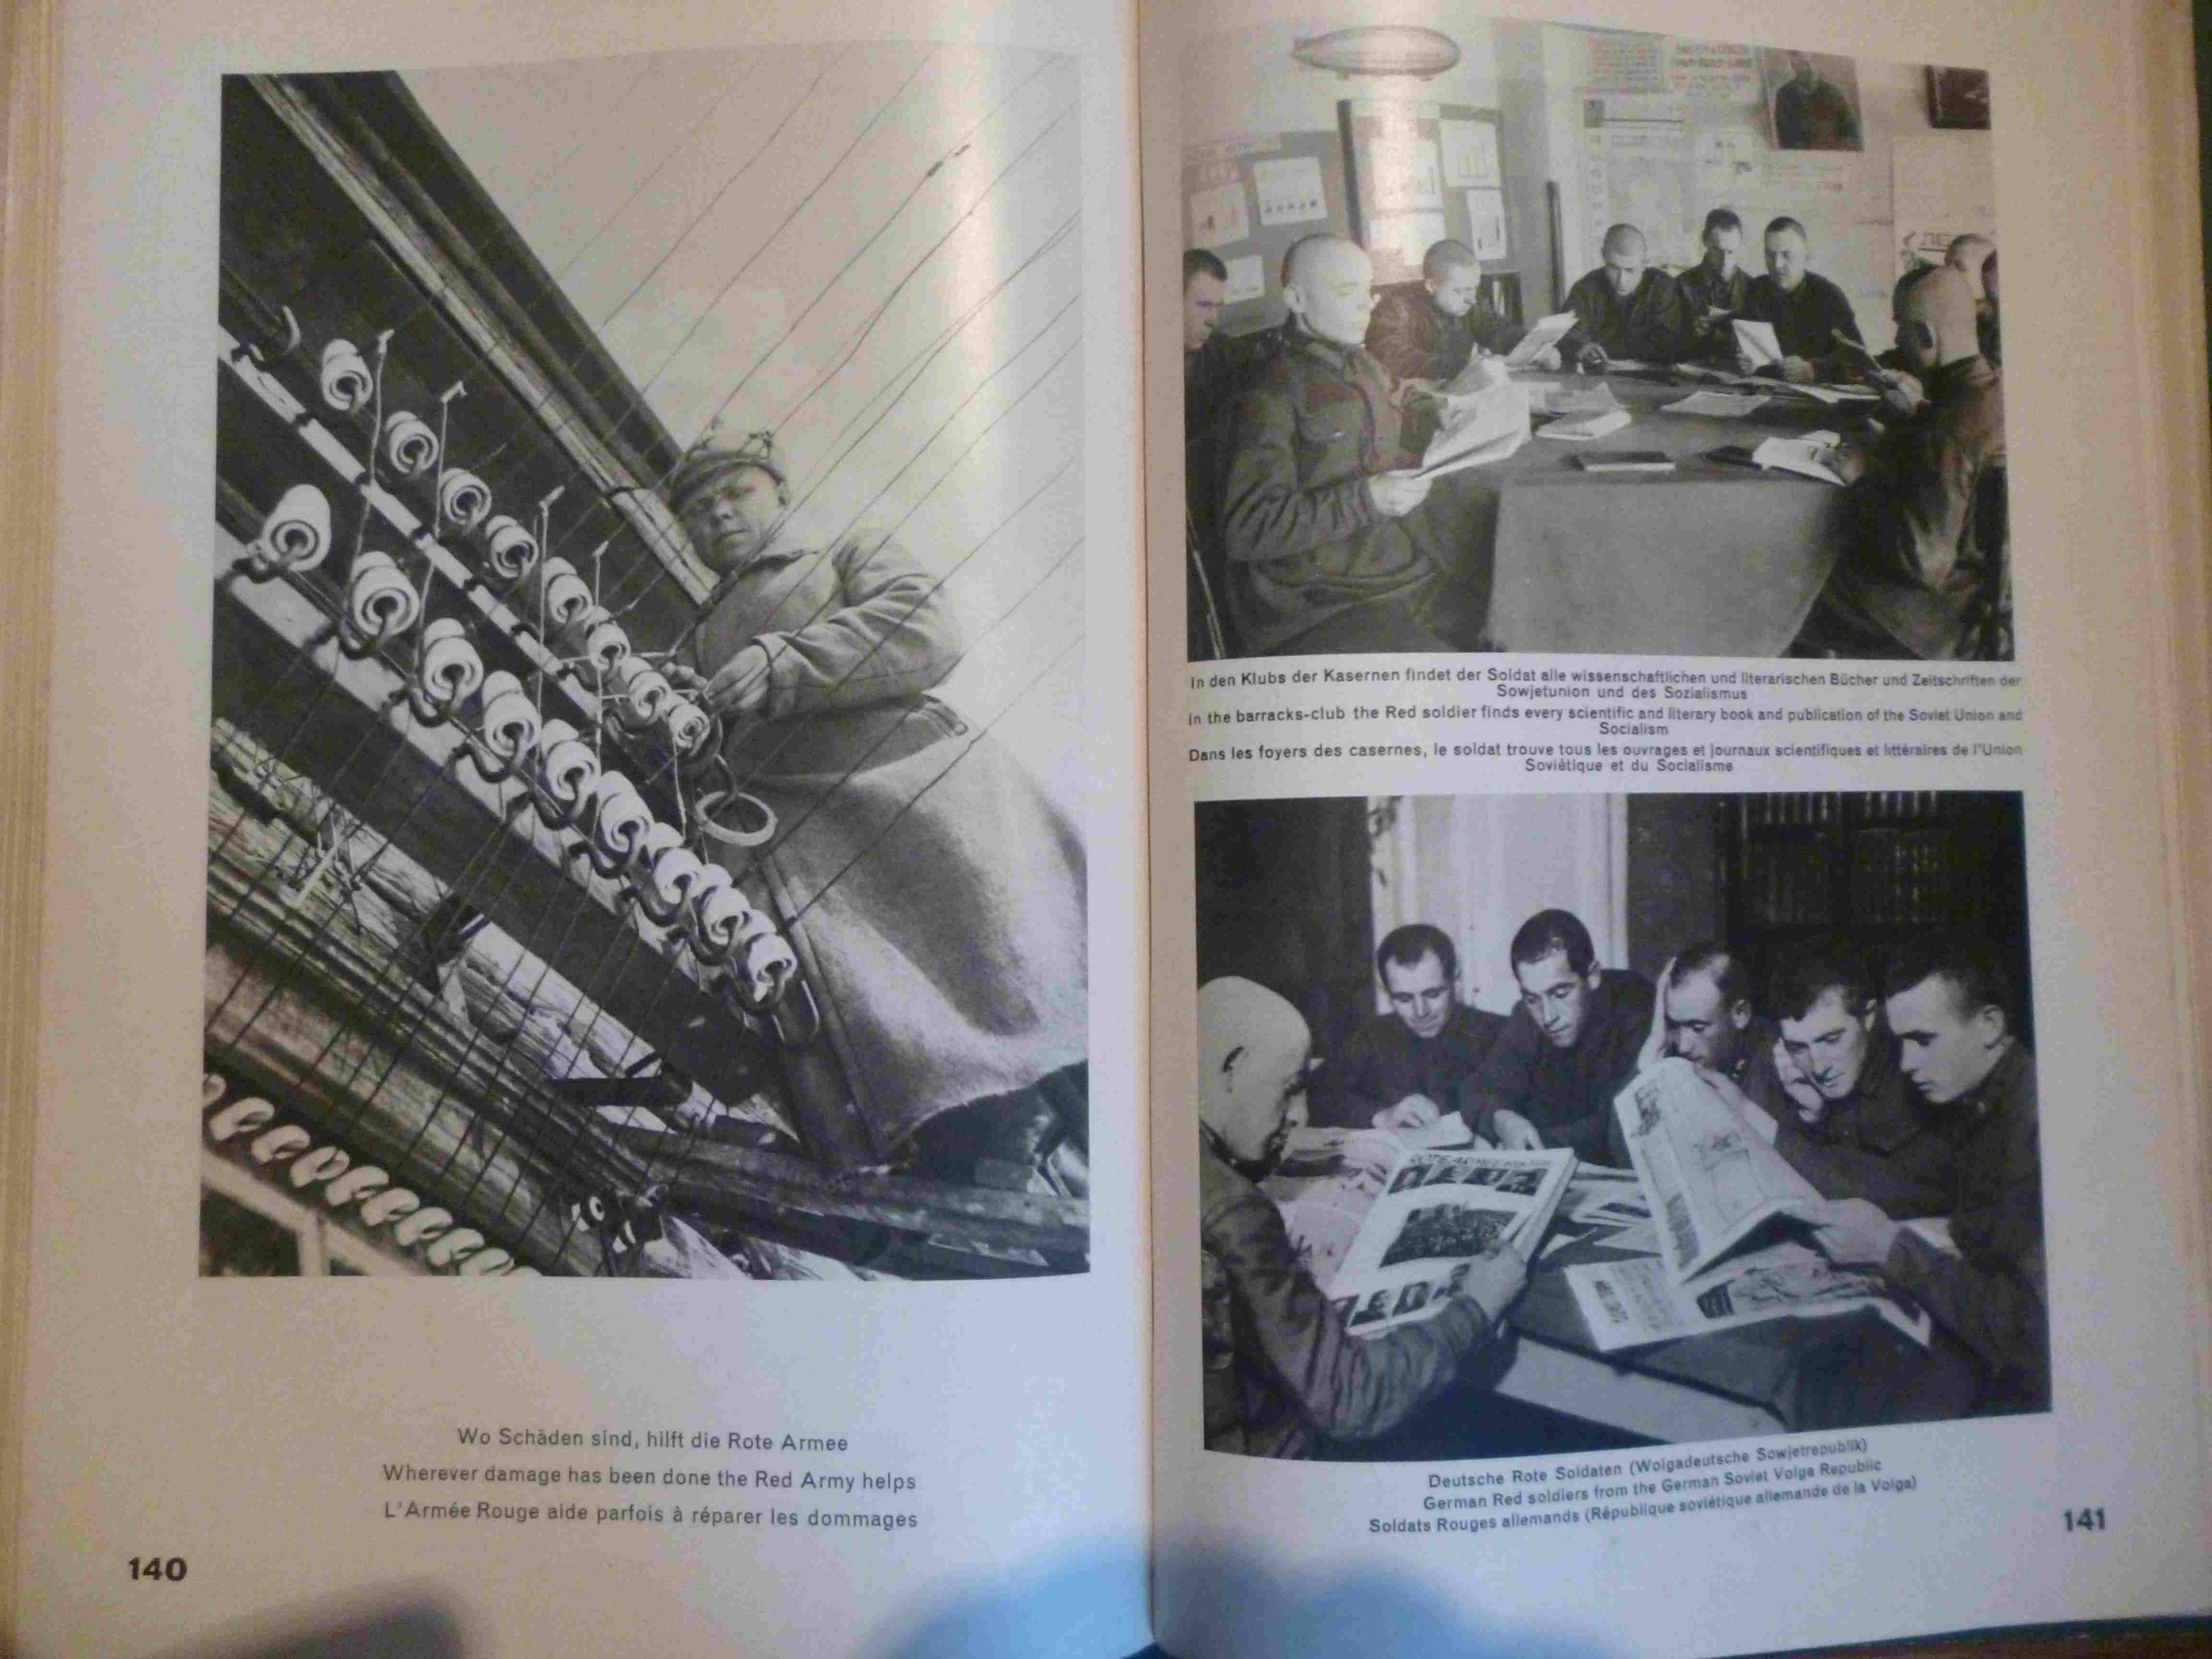 Wo Schäden sind, hilft die Rote Armee
Wherever damage has been done the Red Army helps
L'Armée Rouge aide parfois à réparer les dommages
140
In den Klubs der Kasernen findet der Soldat alle wissenschaftlichen und literarischen Bücher und Zeitschriften der
Sowjetunion und des Sozialismus
In the barracks-club the Red soldier finds every scientific and literary book and publication of the Soviet Union and
Socialism
Dans les foyers des casernes, le soldat trouve tous les ouvrages et journaux scientifiques et littéraires de l'Union
Soviétique et du Socialisme
Deutsche Rote Soldaten (Wolgadeutsche Sowjetrepublik)
German Red soldiers from the German Soviet Volga Republic
Soldats Rouges allemands (République soviétique allemande de la Volga)
141